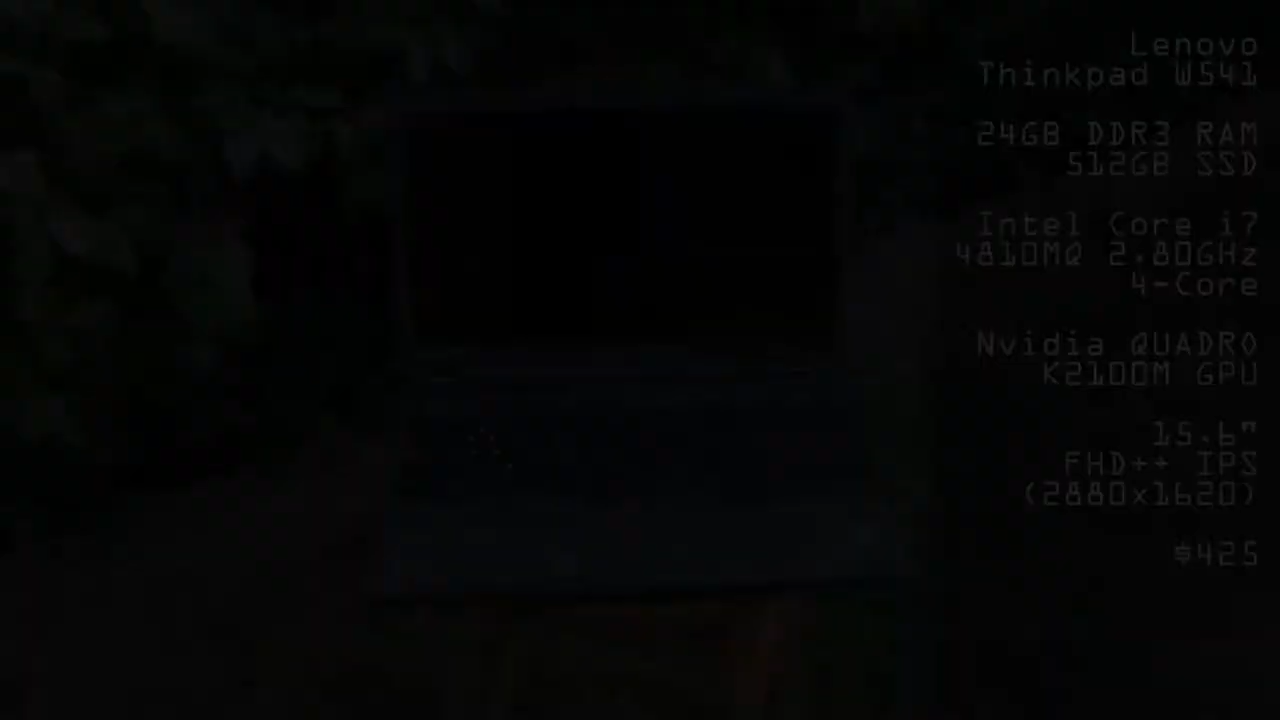 Lenovo
Thinkpad W541
24GB DDR3 RAM
512GB SSD
Intel Core i7
4810MQ 2.80GHz
4-Core
Nvidia QUADRO
K2100M GPU
15.6"
FHD++ IPS
(2880x1620)
$425